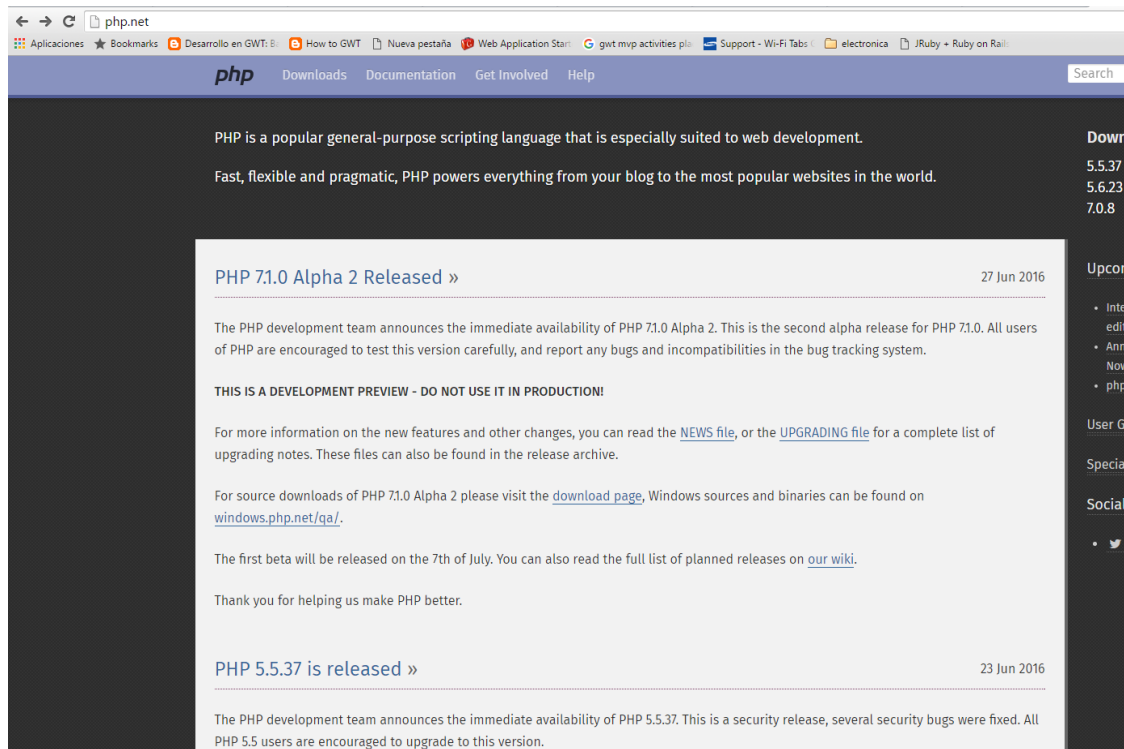 php.net
Aplicaciones Bookmarks Desarrollo en GWT: B How to GWT Nueva pestaña Web Application Start gwt mvp activities pla Support - Wi-Fi Tabs electronica JRuby + Ruby on Rails
php Downloads Documentation Get Involved Help Search
PHP is a popular general-purpose scripting language that is especially suited to web development.
Fast, flexible and pragmatic, PHP powers everything from your blog to the most popular websites in the world.
Down
5.5.37
5.6.23
7.0.8
PHP 7.1.0 Alpha 2 Released » 27 Jun 2016
The PHP development team announces the immediate availability of PHP 7.1.0 Alpha 2. This is the second alpha release for PHP 7.1.0. All users
of PHP are encouraged to test this version carefully, and report any bugs and incompatibilities in the bug tracking system.
THIS IS A DEVELOPMENT PREVIEW - DO NOT USE IT IN PRODUCTION!
For more information on the new features and other changes, you can read the NEWS file, or the UPGRADING file for a complete list of
upgrading notes. These files can also be found in the release archive.
For source downloads of PHP 7.1.0 Alpha 2 please visit the download page, Windows sources and binaries can be found on
windows.php.net/qa/.
The first beta will be released on the 7th of July. You can also read the full list of planned releases on our wiki.
Thank you for helping us make PHP better.
PHP 5.5.37 is released » 23 Jun 2016
The PHP development team announces the immediate availability of PHP 5.5.37. This is a security release, several security bugs were fixed. All
PHP 5.5 users are encouraged to upgrade to this version.
Upcon
Inte
edit
Ann
Nov
php
User G
Specia
Social